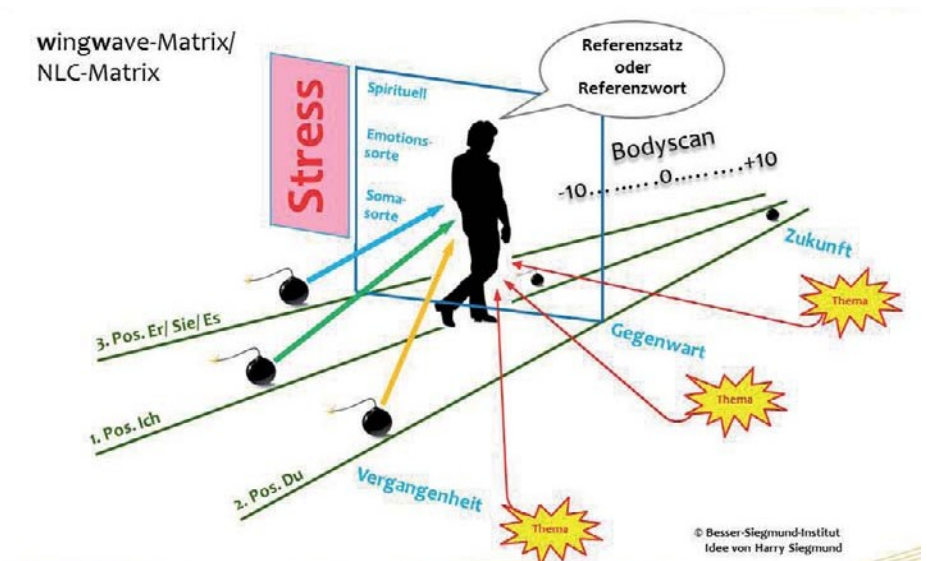 wingwave-Matrix/
NLC-Matrix
Referenzsatz
oder
Referenzwort
Stress
Spirituell
Emotions-
sorte
Soma-
sorte
Bodyscan
-10.........0.........+10
Zukunft
Thema
3. Pos. Er/ Sie/ Es
Gegenwart
Thema
1. Pos. Ich
2. Pos. Du
Vergangenheit
Thema
© Besser-Siegmund-Institut
Idee von Harry Siegmund